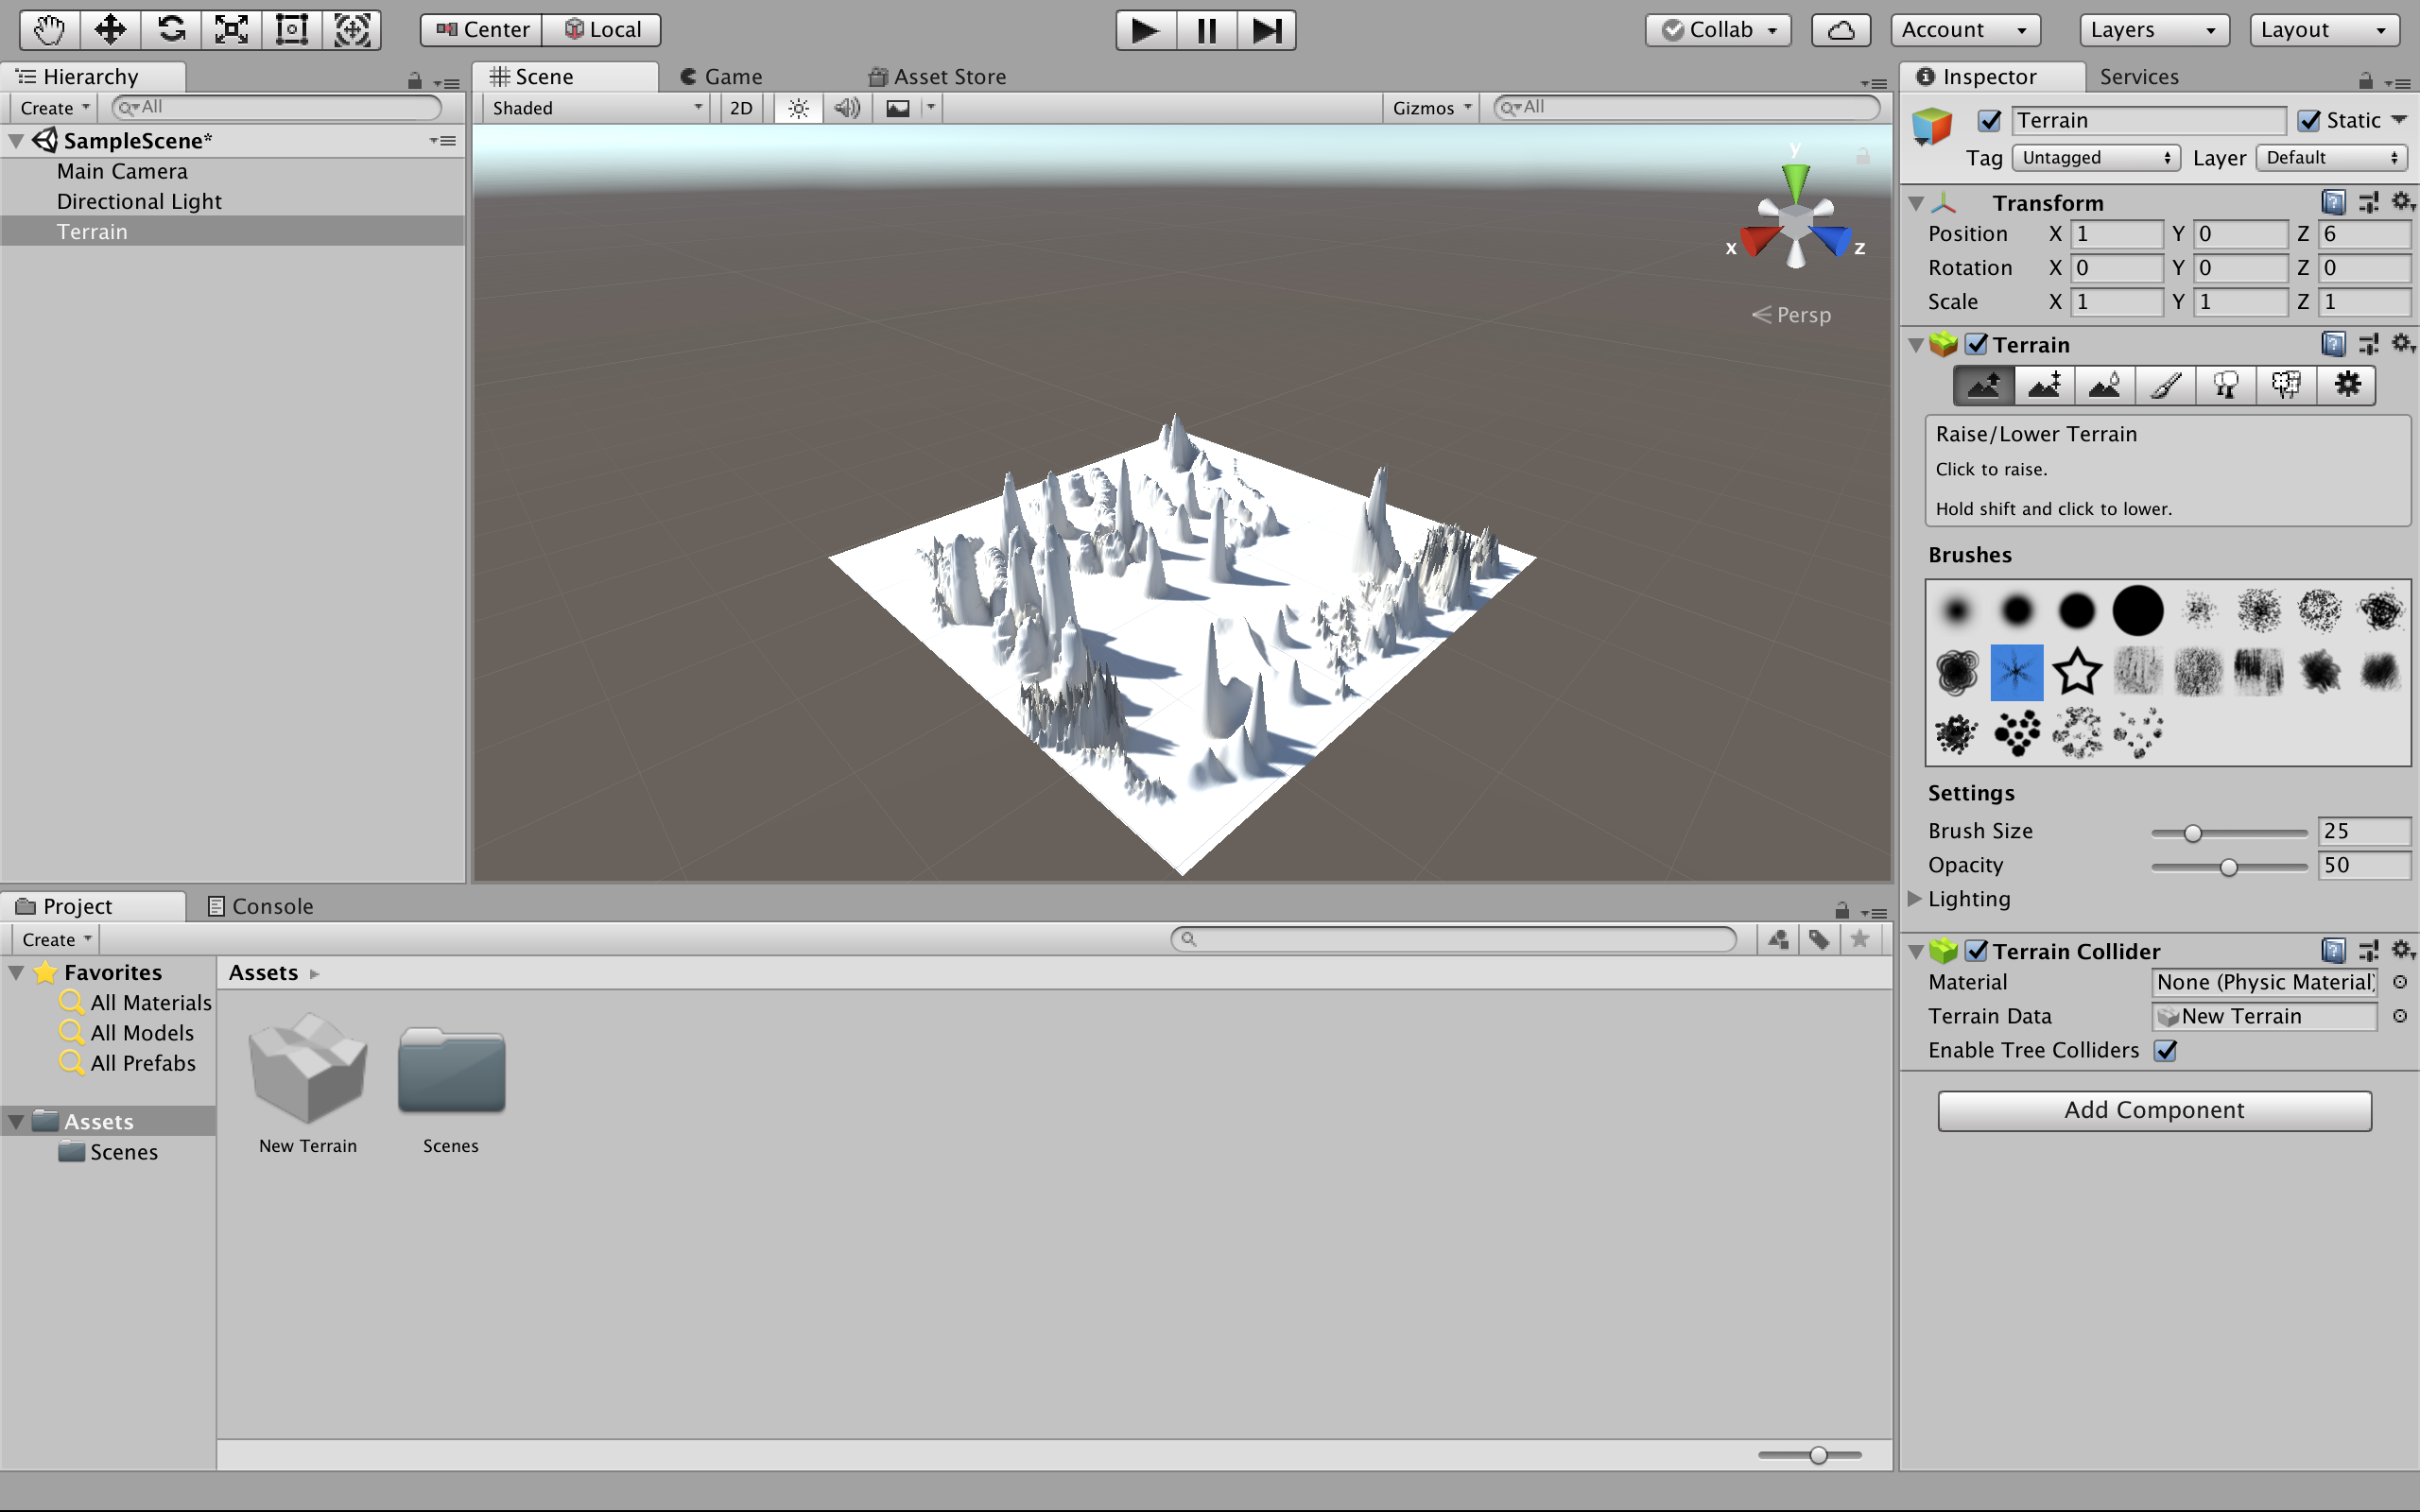 Center Local Collab Account Layers Layout
Hierarchy
Create All
SampleScene*
Main Camera
Directional Light
Terrain
Scene Game Asset Store
Shaded 2D Gizmos All
y
x z
Persp
Inspector Services
Terrain Static
Tag Untagged Layer Default
Transform
Position X 1 Y 0 Z 6
Rotation X 0 Y 0 Z 0
Scale X 1 Y 1 Z 1
Terrain
Raise/Lower Terrain
Click to raise.
Hold shift and click to lower.
Brushes
Settings
Brush Size 25
Opacity 50
Lighting
Terrain Collider
Material None (Physic Material)
Terrain Data New Terrain
Enable Tree Colliders
Add Component
Project Console
Create
Favorites
All Materials
All Models
All Prefabs
Assets
Scenes
Assets
New Terrain Scenes